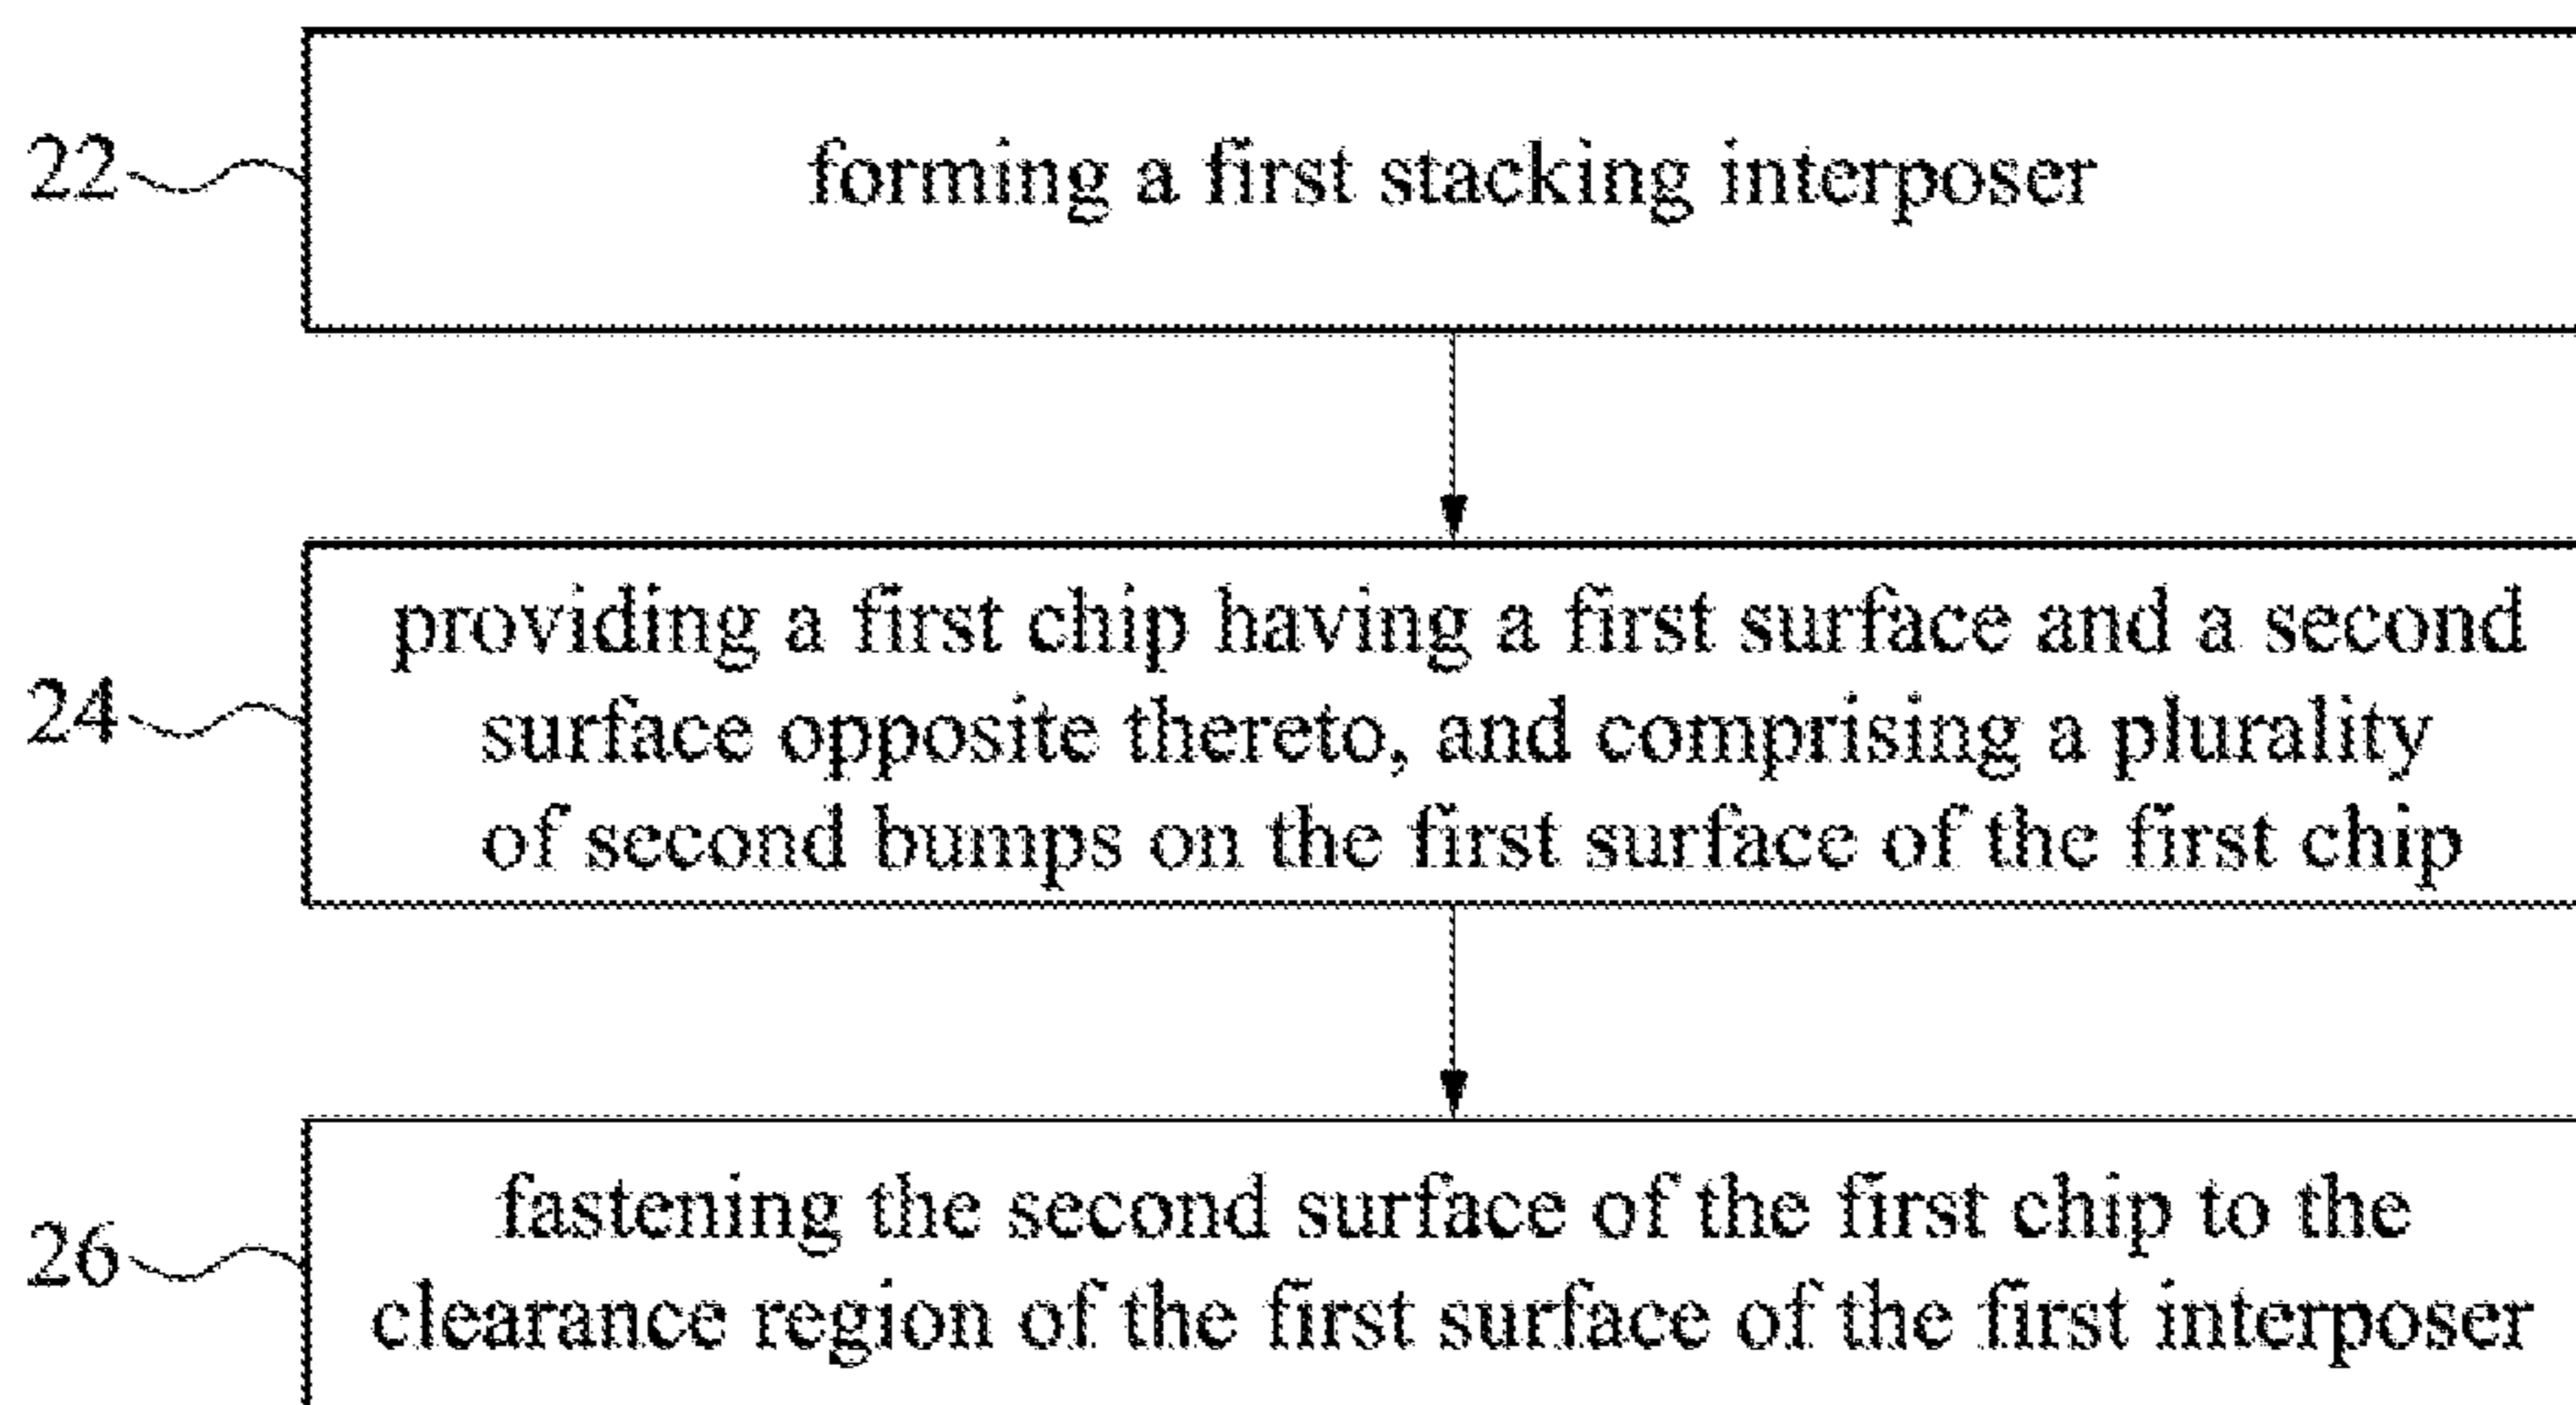 22
forming a first stacking interposer
24
providing a first chip having a first surface and a second
surface opposite thereto, and comprising a plurality
of second bumps on the first surface of the first chip
26
fastening the second surface of the first chip to the
clearance region of the first surface of the first interposer